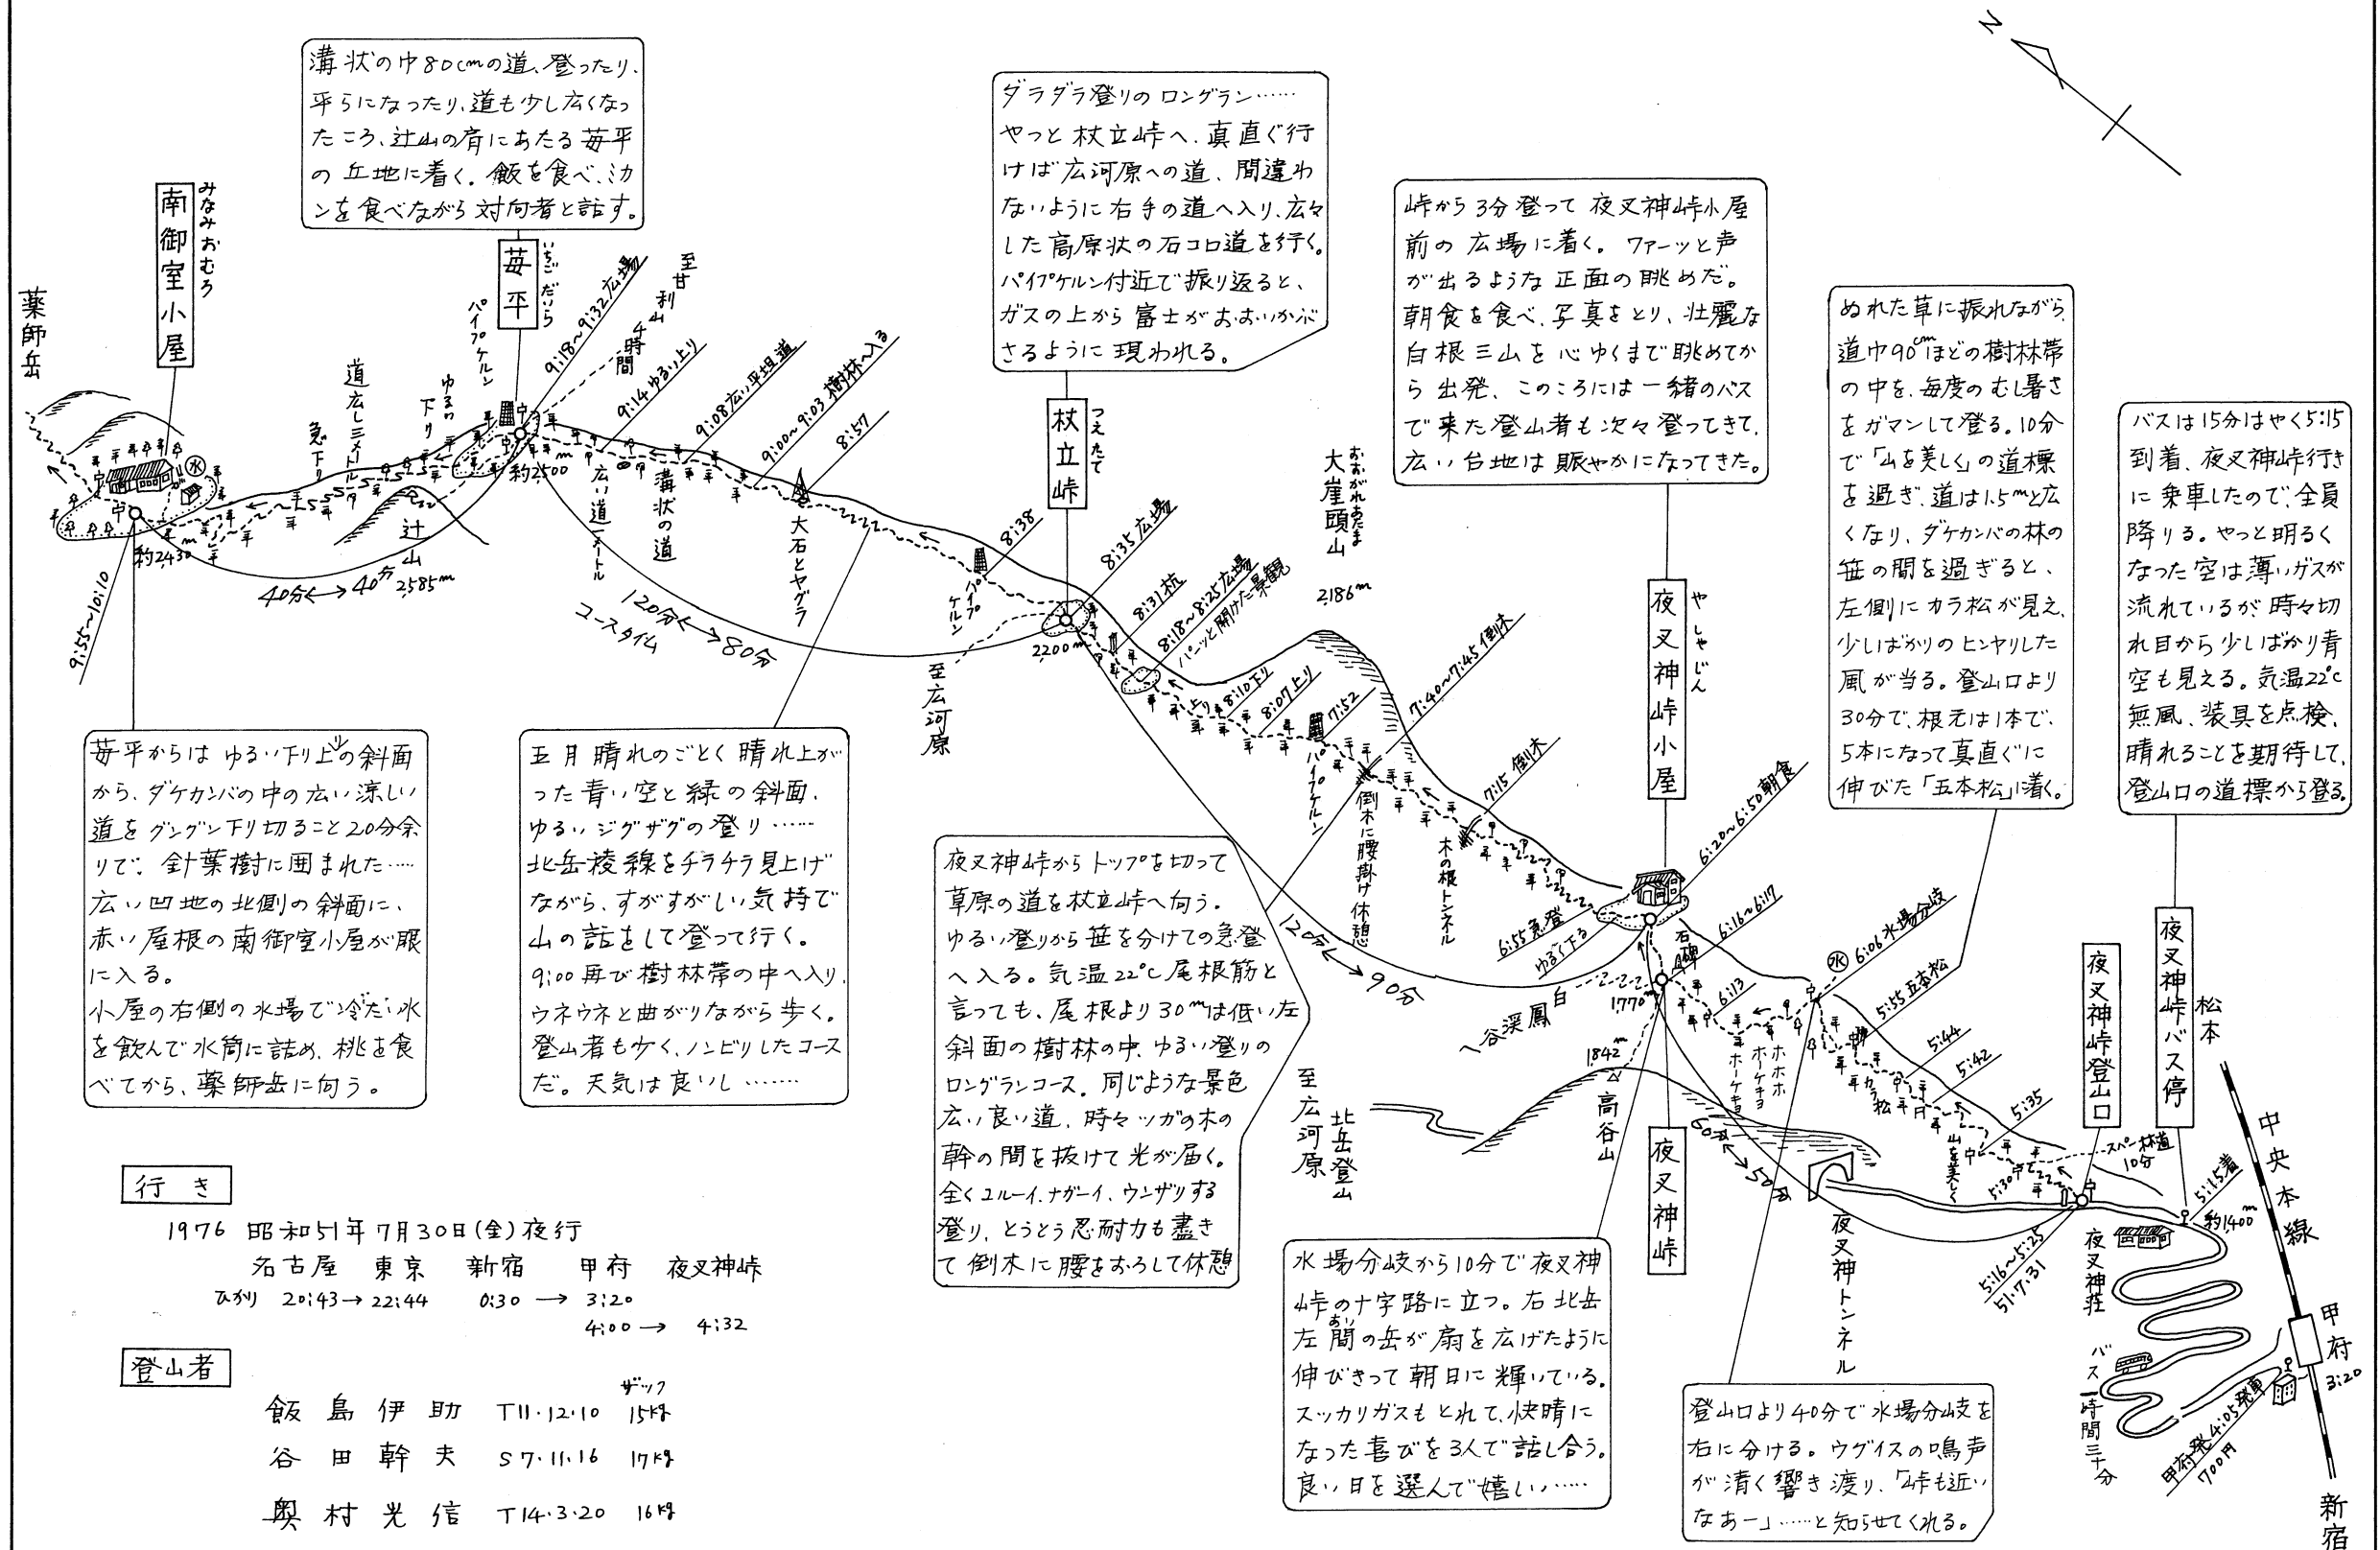 N
溝状の巾80cmの道、登ったり、
平らになったり、道も少し広くなっ
たころ、辻山の肩にあたる苺平
の丘地に着く。飯を食べ、ミカ
ンを食べながら対向者と話す。
ダラダラ登りのロングラン……
やっと杖立峠へ、真直ぐ行
けば広河原への道、間違わ
ないように右手の道へ入り、広々
した高原状の石コロ道を行く。
パイプケルン付近で振り返ると、
ガスの上から富士がおおいかぶ
さるように現われる。
峠から3分登って夜叉神峠小屋
前の広場に着く。ファーッと声
が出るような正面の眺めだ。
朝食を食べ、写真をとり、壮麗な
白根三山を心ゆくまで眺めてか
ら出発、このころには一緒のバス
で来た登山者も次々登ってきて、
広い台地は賑やかになってきた。
ぬれた草に振れながら、
道巾90cmほどの樹林帯
の中を、毎度のむし暑さ
をガマンして登る。10分
で「山を美しく」の道標
を過ぎ、道は1.5mと広
くなり、ダケカンバの林の
笹の間を過ぎると、
左側にカラ松が見え、
少しばかりのヒンヤリした
風が当る。登山口より
30分で、根元は1本で、
5本になって真直ぐに
伸びた「五本松」に着く。
バスは15分はやく5:15
到着、夜叉神峠行き
に乗車したので、全員
降りる。やっと明るく
なった空は薄いガスが
流れているが時々切
れ目から少しばかり青
空も見える。気温22℃
無風、装具を点検、
晴れることを期待して、
登山口の道標から登る。
薬師岳
南御室小屋
みなみおむろ
苺平
いちごだいら
パイプケルン
9:18～9:32広場
至甘利山
4時間
9:14ゆるい上り
9:08広い平坦道
9:00～9:03樹林へ入る
8:57
ゆるの下り
道広し三メートル
急下り
水
約2,430m
約2,500m
辻山
2,585m
広い道一メートル
溝状の道
大石とヤグラ
40分↔40分
9:55～10:10
コースタイム
120分↔80分
杖立峠
つえたて
8:38
8:35広場
パイプケルン
2,200m
至広河原
8:31杭
8:18～8:25広場
パーッと開けた景観
大崖頭山
おおがれあたま
2,186m
上り
8:10下り
8:07上り
7:52
パイプケルン
7:40～7:45倒木
倒木に腰掛け休憩
7:15倒木
木の根トンネル
夜叉神峠小屋
やしゃじん
6:20～6:50朝食
6:55急登
ゆるく下る
120分↔90分
石碑
6:16～6:17
1,770m
白鳳渓谷へ
6:13
水
6:06水場分岐
5:55五本松
ホホホ
ホーケキョ
ホーケキョ
5:44
5:42
カラ松
5:35
山を美しく
5:30
スーパー林道
10分
1842m
高谷山
北岳登山
至広河原
夜叉神峠
60分↔50分
夜叉神トンネル
夜叉神峠登山口
夜叉神峠バス停
5:15着
約1,400m
5:16～5:25
51.7.31
夜叉神荘
松本
中央本線
甲府
3:20
バス一時間三十分
甲府発4:05発車
700円
新宿
苺平からはゆるい下り上りの斜面
から、ダケカンバの中の広い涼しい
道をグングン下り切ること20分余
りで、針葉樹に囲まれた……
広い凹地の北側の斜面に、
赤い屋根の南御室小屋が眼
に入る。
小屋の右側の水場で冷たい水
を飲んで水筒に詰め、桃を食
べてから、薬師岳に向う。
五月晴れのごとく晴れ上が
った青い空と緑の斜面、
ゆるいジグザグの登り……
北岳稜線をチラチラ見上げ
ながら、すがすがしい気持で
山の話をして登って行く。
9:00再び樹林帯の中へ入り、
ウネウネと曲がりながら歩く。
登山者も少く、ノンビリしたコース
だ。天気は良いし……
夜叉神峠からトップを切って
草原の道を杖立峠へ向う。
ゆるい登りから笹を分けての急登
へ入る。気温22℃尾根筋と
言っても、尾根より30mは低い左
斜面の樹林の中、ゆるい登りの
ロングランコース。同じような景色
広い良い道、時々ツガの木の
幹の間を抜けて光が届く。
全くユルーイ、ナガーイ、ウンザリする
登り、とうとう忍耐力も盡き
て倒木に腰をおろして休憩
水場分岐から10分で夜叉神
峠の十字路に立つ。右北岳
左間の岳が扇を広げたように
あい
伸びきって朝日に輝いている。
スッカリガスもとれて、快晴に
なった喜びを3人で話し合う。
良い日を選んで嬉しい……
登山口より40分で水場分岐を
右に分ける。ウグイスの鳴声
が清く響き渡り、「峠も近い
なあー」……と知らせてくれる。
行き
1976 昭和51年7月30日(金)夜行
名古屋 東京 新宿 甲府 夜叉神峠
ひかり 20:43→22:44 0:30→3:20
4:00→4:32
登山者
ザック
飯島伊助 T11.12.10 15kg
谷田幹夫 S7.11.16 17kg
奥村光信 T14.3.20 16kg